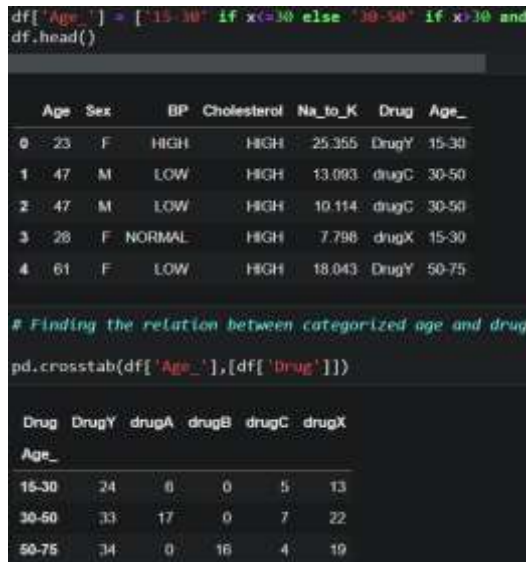 df['Age_'] = ['15-30' if x<=30 else '30-50' if x>30 and
df.head()
Age Sex BP Cholesterol Na_to_K Drug Age_
0 23 F HIGH HIGH 25.355 DrugY 15-30
1 47 M LOW HIGH 13.093 drugC 30-50
2 47 M LOW HIGH 10.114 drugC 30-50
3 28 F NORMAL HIGH 7.798 drugX 15-30
4 61 F LOW HIGH 18.043 DrugY 50-75
# Finding the relation between categorized age and drug
pd.crosstab(df['Age_'],[df['Drug']])
Drug DrugY drugA drugB drugC drugX
Age_
15-30 24 6 0 5 13
30-50 33 17 0 7 22
50-75 34 0 16 4 19